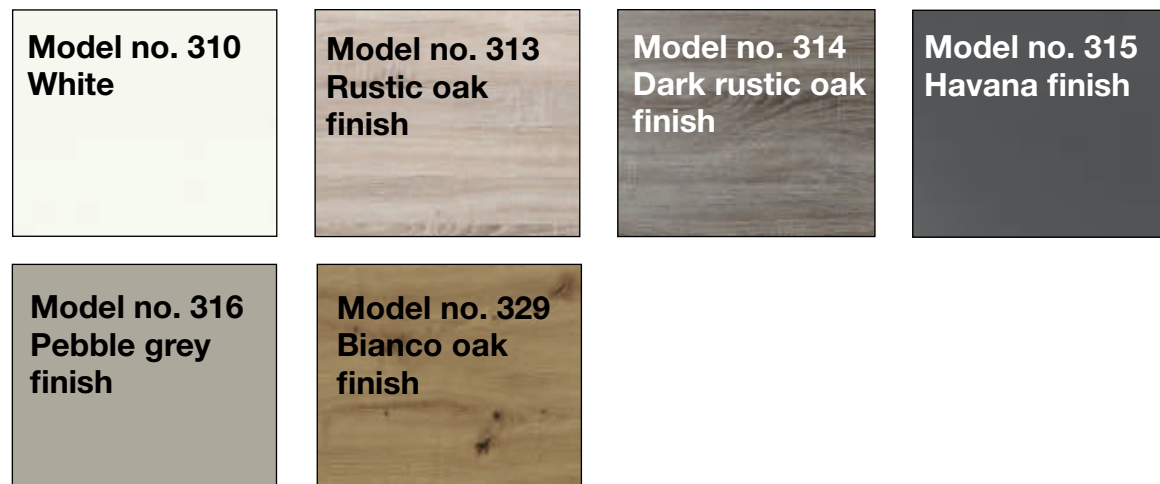 Model no. 310
White
Model no. 313
Rustic oak
finish
Model no. 314
Dark rustic oak
finish
Model no. 315
Havana finish
Model no. 316
Pebble grey
finish
Model no. 329
Bianco oak
finish